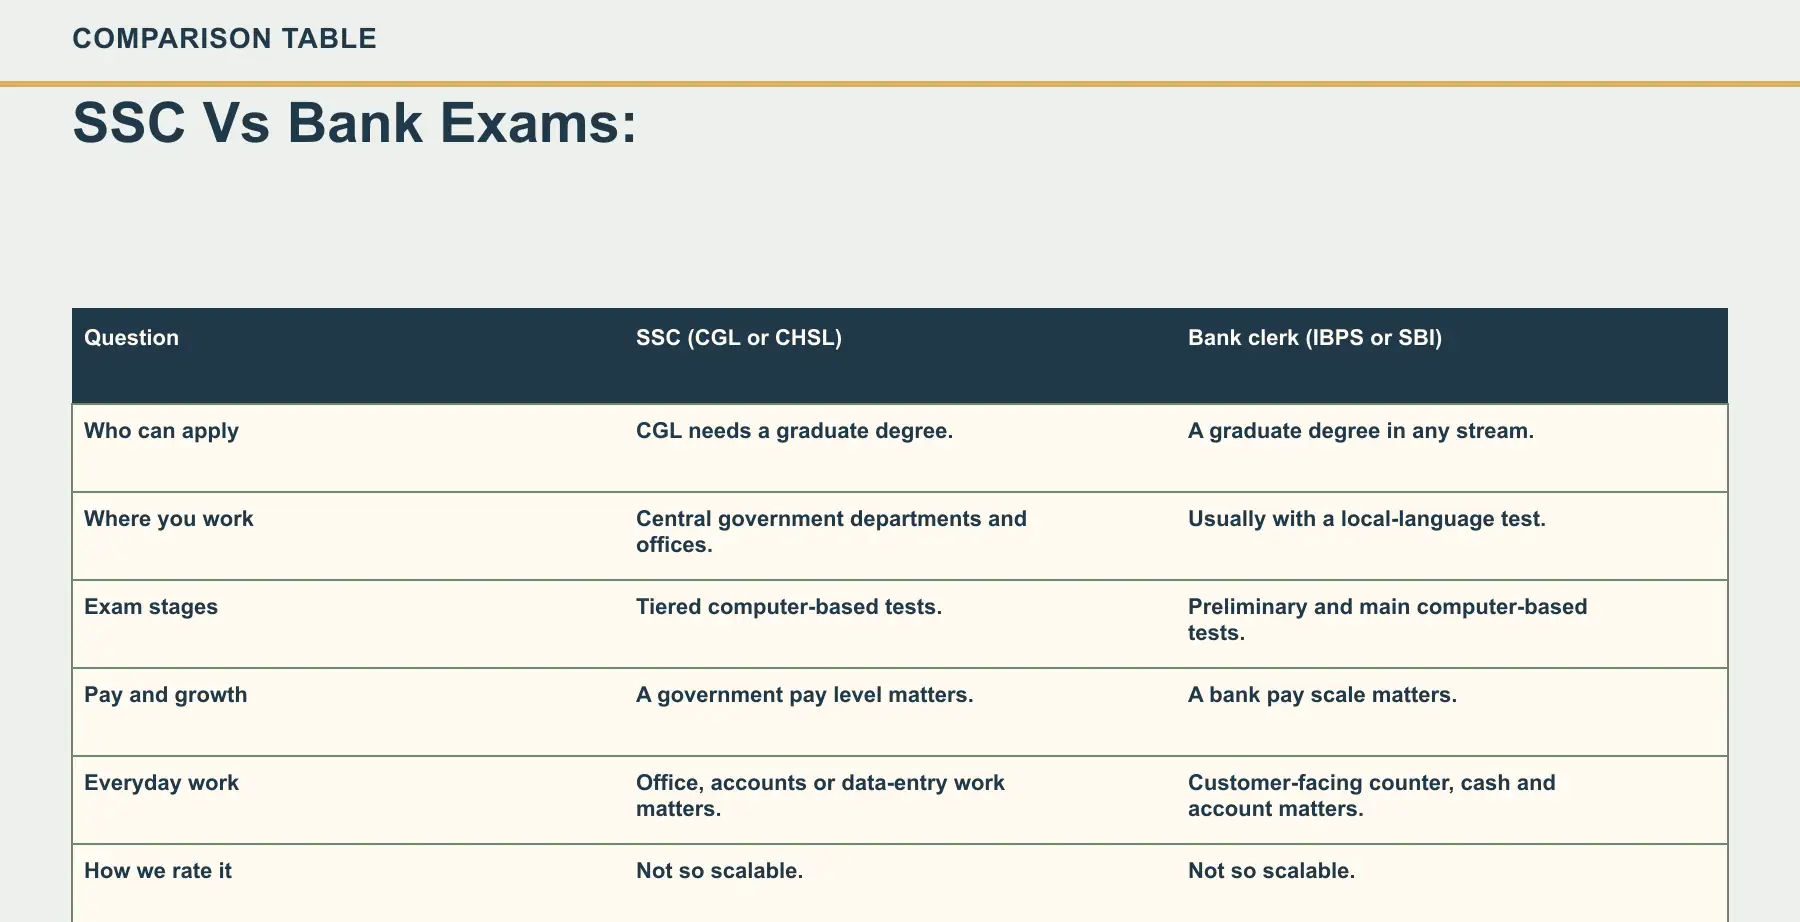 COMPARISON TABLE
SSC Vs Bank Exams:
Question
SSC (CGL or CHSL)
Bank clerk (IBPS or SBI)
Who can apply
CGL needs a graduate degree.
A graduate degree in any stream.
Where you work
Central government departments and
offices.
Usually with a local-language test.
Exam stages
Tiered computer-based tests.
Preliminary and main computer-based
tests.
Pay and growth
A government pay level matters.
A bank pay scale matters.
Everyday work
Office, accounts or data-entry work
matters.
Customer-facing counter, cash and
account matters.
How we rate it
Not so scalable.
Not so scalable.